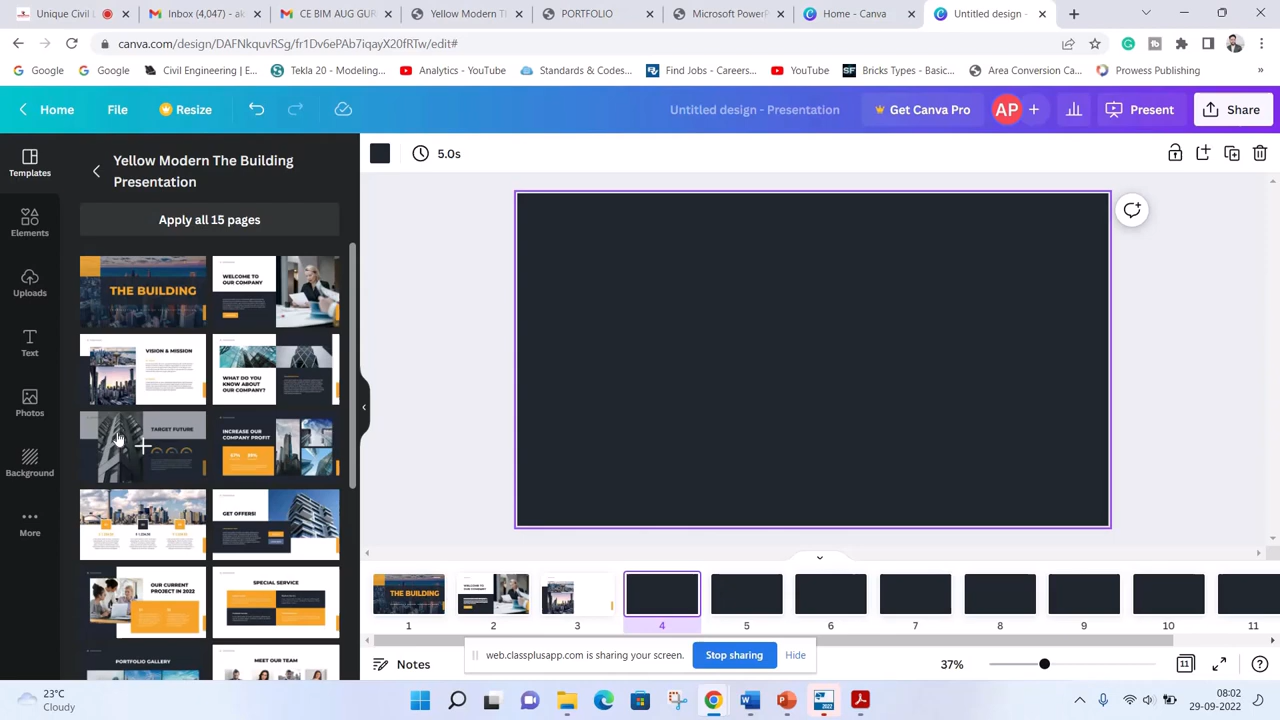 Unique Civil
Inbox (4,047) - ak
CE BIM AUG GUR
Yellow Modern Th
PORTFOLIO
Microsoft PowerP
Home - Canva
Untitled design -
canva.com/design/DAFNkquvRSg/fr1Dv6ePAb7iqayX20fRTw/edit#
Google
Google
Civil Engineering | E...
Tekla 20 - Modeling...
Analytics - YouTube
Standards & Codes...
Find Jobs - Careers...
YouTube
Bricks Types - Basic...
Area Conversion Ca...
Prowess Publishing
»
Home
File
Resize
Untitled design - Presentation
Get Canva Pro
AP
Present
Share
Templates
Elements
Uploads
Text
Photos
Background
More
Yellow Modern The Building
Presentation
Apply all 15 pages
THE BUILDING
WELCOME TO
OUR COMPANY
VISION & MISSION
WHAT DO YOU
KNOW ABOUT
OUR COMPANY?
TARGET FUTURE
INCREASE OUR
COMPANY PROFIT
GET OFFERS!
OUR CURRENT
PROJECT IN 2022
SPECIAL SERVICE
PORTFOLIO GALLERY
MEET OUR TEAM
5.0s
THE BUILDING
WELCOME TO
OUR COMPANY
1
2
3
4
5
6
7
8
9
10
11
Notes
web.classplusapp.com is sharing your screen.
Stop sharing
37%
11
23°C
Cloudy
2022
08:02
29-09-2022